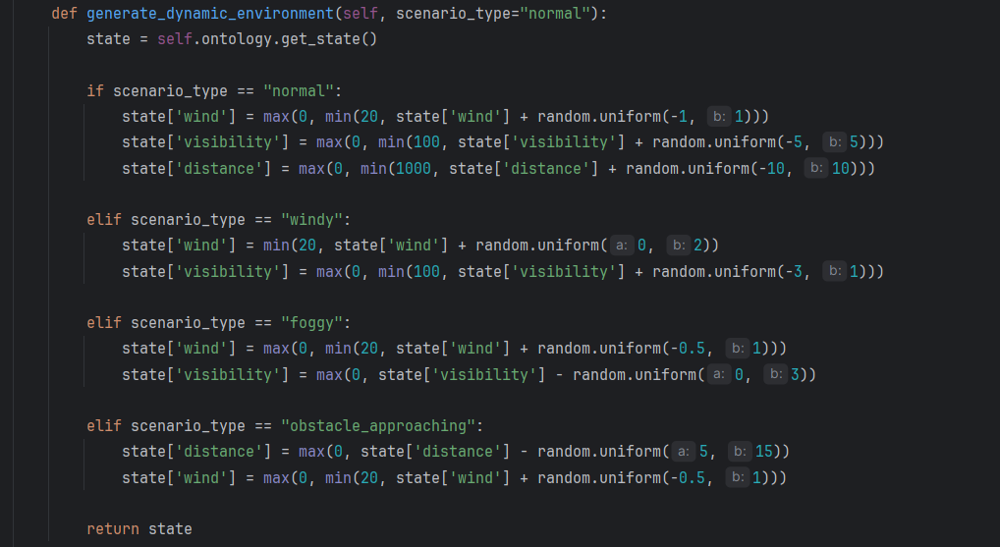 def generate_dynamic_environment(self, scenario_type="normal"):
    state = self.ontology.get_state()

    if scenario_type == "normal":
        state['wind'] = max(0, min(20, state['wind'] + random.uniform(-1, b: 1)))
        state['visibility'] = max(0, min(100, state['visibility'] + random.uniform(-5, b: 5)))
        state['distance'] = max(0, min(1000, state['distance'] + random.uniform(-10, b: 10)))

    elif scenario_type == "windy":
        state['wind'] = min(20, state['wind'] + random.uniform(a: 0, b: 2))
        state['visibility'] = max(0, min(100, state['visibility'] + random.uniform(-3, b: 1)))

    elif scenario_type == "foggy":
        state['wind'] = max(0, min(20, state['wind'] + random.uniform(-0.5, b: 1)))
        state['visibility'] = max(0, state['visibility'] - random.uniform(a: 0, b: 3))

    elif scenario_type == "obstacle_approaching":
        state['distance'] = max(0, state['distance'] - random.uniform(a: 5, b: 15))
        state['wind'] = max(0, min(20, state['wind'] + random.uniform(-0.5, b: 1)))

    return state